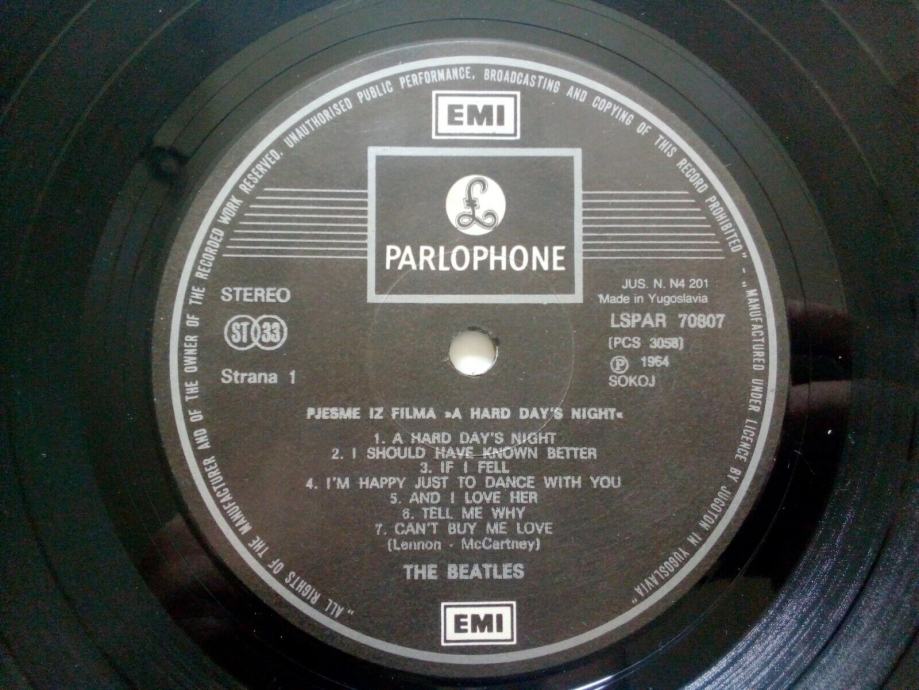 "ALL RIGHTS OF THE MANUFACTURER AND OF THE OWNER OF THE RECORDED WORK RESERVED. UNAUTHORISED PUBLIC PERFORMANCE, BROADCASTING AND COPYING OF THIS RECORD PROHIBITED" - "MANUFACTURED UNDER LICENCE BY JUGOTON IN YUGOSLAVIA"
EMI
£
PARLOPHONE
STEREO
ST 33
Strana 1
JUS. N. N4 201
Made in Yugoslavia
LSPAR 70807
(PCS 3058)
℗ 1964
SOKOJ
PJESME IZ FILMA »A HARD DAY'S NIGHT«
1. A HARD DAY'S NIGHT
2. I SHOULD HAVE KNOWN BETTER
3. IF I FELL
4. I'M HAPPY JUST TO DANCE WITH YOU
5. AND I LOVE HER
6. TELL ME WHY
7. CAN'T BUY ME LOVE
(Lennon - McCartney)
THE BEATLES
EMI